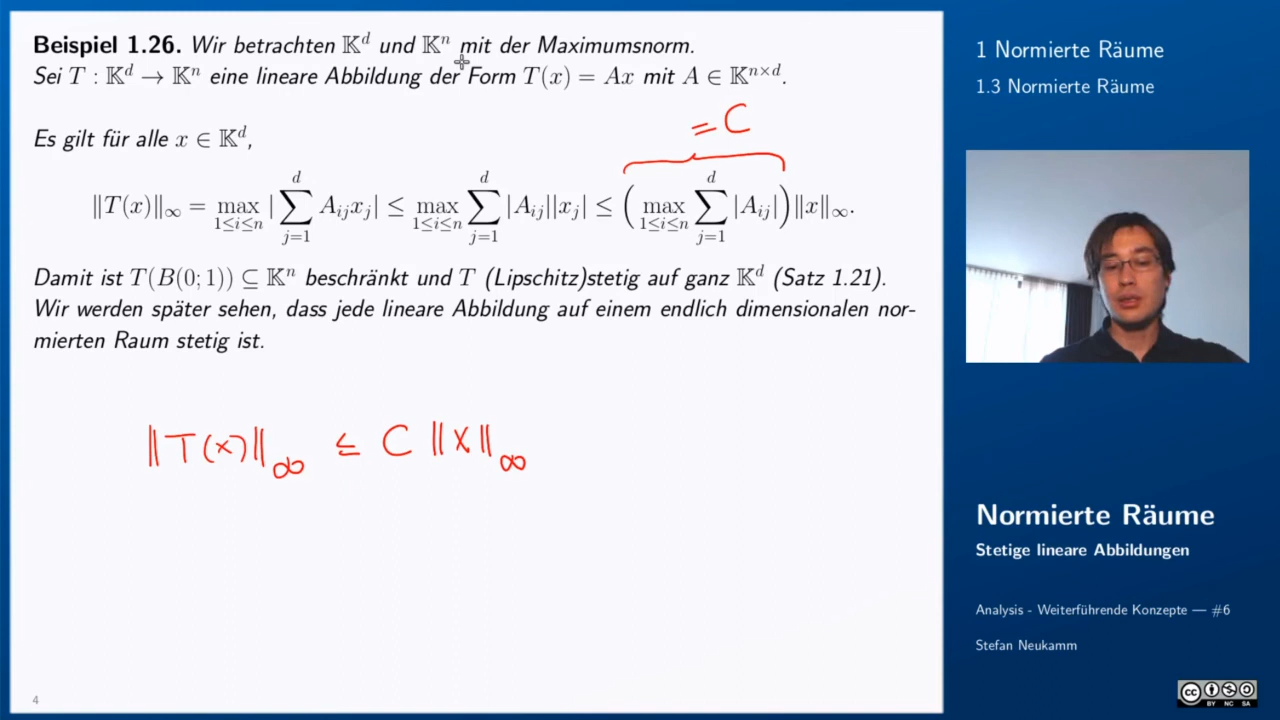 Beispiel 1.26. Wir betrachten 𝕂^d und 𝕂^n mit der Maximumsnorm.
Sei T : 𝕂^d → 𝕂^n eine lineare Abbildung der Form T(x) = Ax mit A ∈ 𝕂^{n×d}.
= C
Es gilt für alle x ∈ 𝕂^d,
‖T(x)‖_∞ = max_{1≤i≤n} |∑_{j=1}^{d} A_{ij}x_j| ≤ max_{1≤i≤n} ∑_{j=1}^{d} |A_{ij}||x_j| ≤ (max_{1≤i≤n} ∑_{j=1}^{d} |A_{ij}|)‖x‖_∞.
Damit ist T(B(0; 1)) ⊆ 𝕂^n beschränkt und T (Lipschitz)stetig auf ganz 𝕂^d (Satz 1.21).
Wir werden später sehen, dass jede lineare Abbildung auf einem endlich dimensionalen nor-
mierten Raum stetig ist.
‖T(x)‖_∞ ≤ C ‖x‖_∞
4
1 Normierte Räume
1.3 Normierte Räume
Normierte Räume
Stetige lineare Abbildungen
Analysis - Weiterführende Konzepte — #6
Stefan Neukamm
cc
BY NC SA